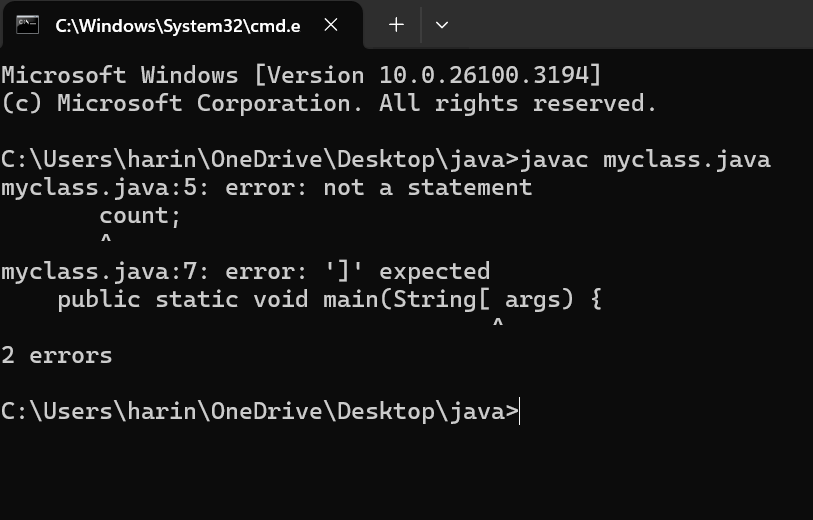 C:\Windows\System32\cmd.e
Microsoft Windows [Version 10.0.26100.3194]
(c) Microsoft Corporation. All rights reserved.
C:\Users\harin\OneDrive\Desktop\java>javac myclass.java
myclass.java:5: error: not a statement
        count;
        ^
myclass.java:7: error: ']' expected
    public static void main(String[ args) {
                                   ^
2 errors
C:\Users\harin\OneDrive\Desktop\java>